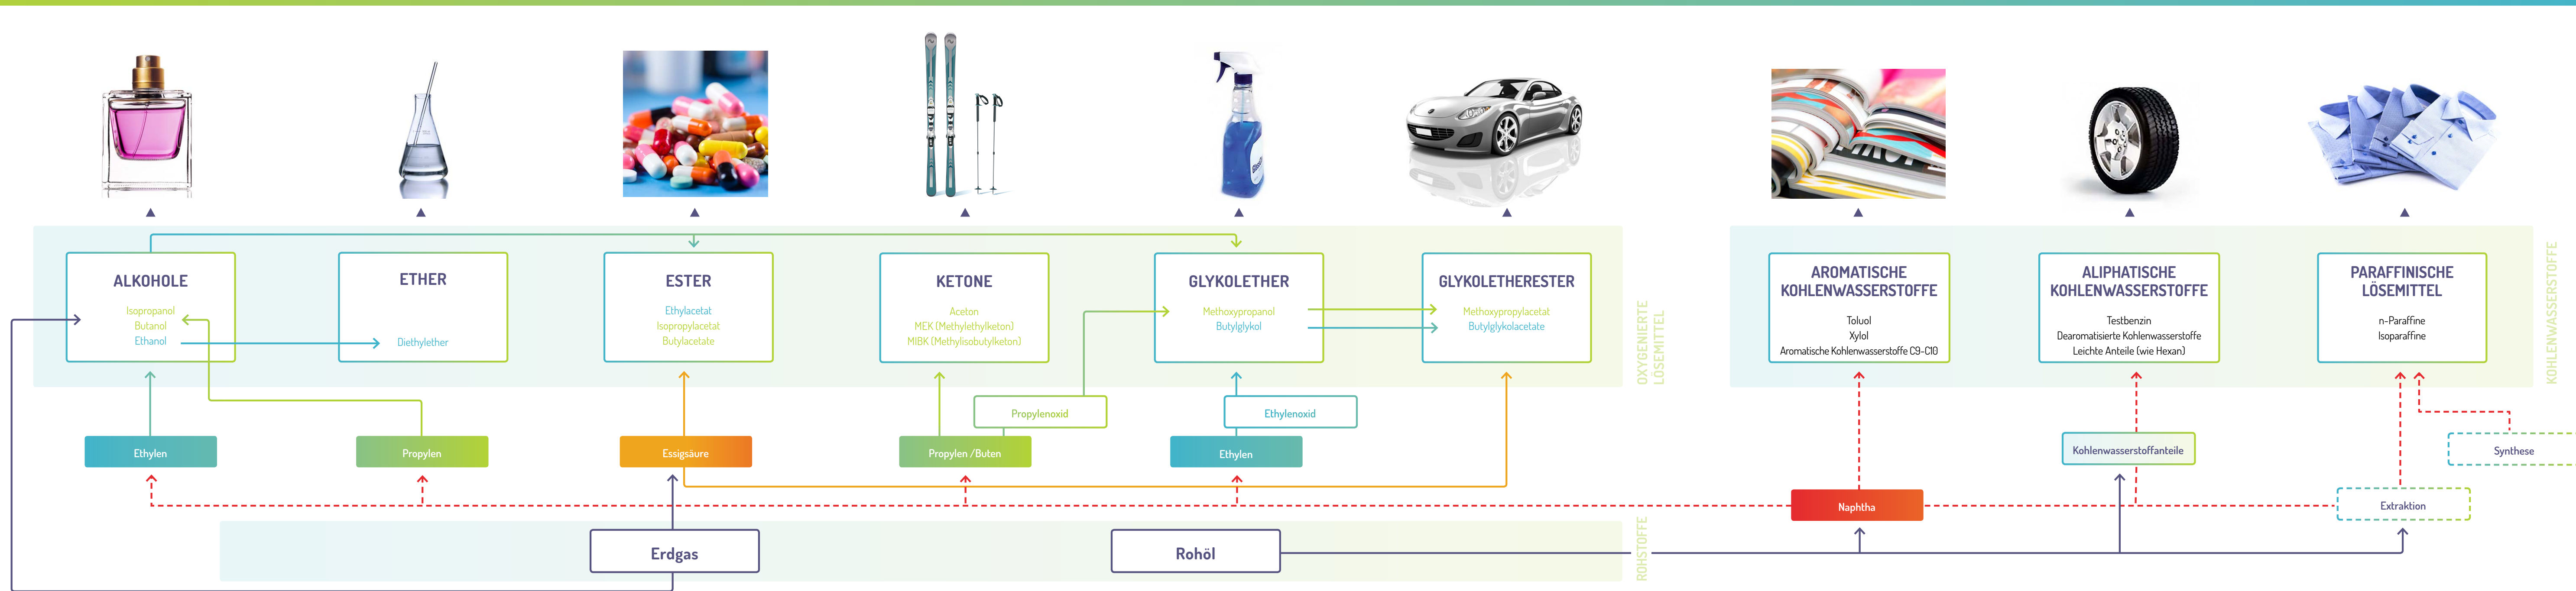 ALKOHOLE
Isopropanol
Butanol
Ethanol
ETHER
Diethylether
ESTER
Ethylacetat
Isopropylacetat
Butylacetate
KETONE
Aceton
MEK (Methylethylketon)
MIBK (Methylisobutylketon)
GLYKOLETHER
Methoxypropanol
Butylglykol
GLYKOLETHERESTER
Methoxypropylacetat
Butylglykolacetate
OXYGENIERTE
LÖSEMITTEL
AROMATISCHE
KOHLENWASSERSTOFFE
Toluol
Xylol
Aromatische Kohlenwasserstoffe C9-C10
ALIPHATISCHE
KOHLENWASSERSTOFFE
Testbenzin
Dearomatisierte Kohlenwasserstoffe
Leichte Anteile (wie Hexan)
PARAFFINISCHE
LÖSEMITTEL
n-Paraffine
Isoparaffine
KOHLENWASSERSTOFFE
Propylenoxid
Ethylenoxid
Ethylen
Propylen
Essigsäure
Propylen /Buten
Ethylen
Kohlenwasserstoffanteile
Synthese
Naphtha
Extraktion
Erdgas
Rohöl
ROHSTOFFE